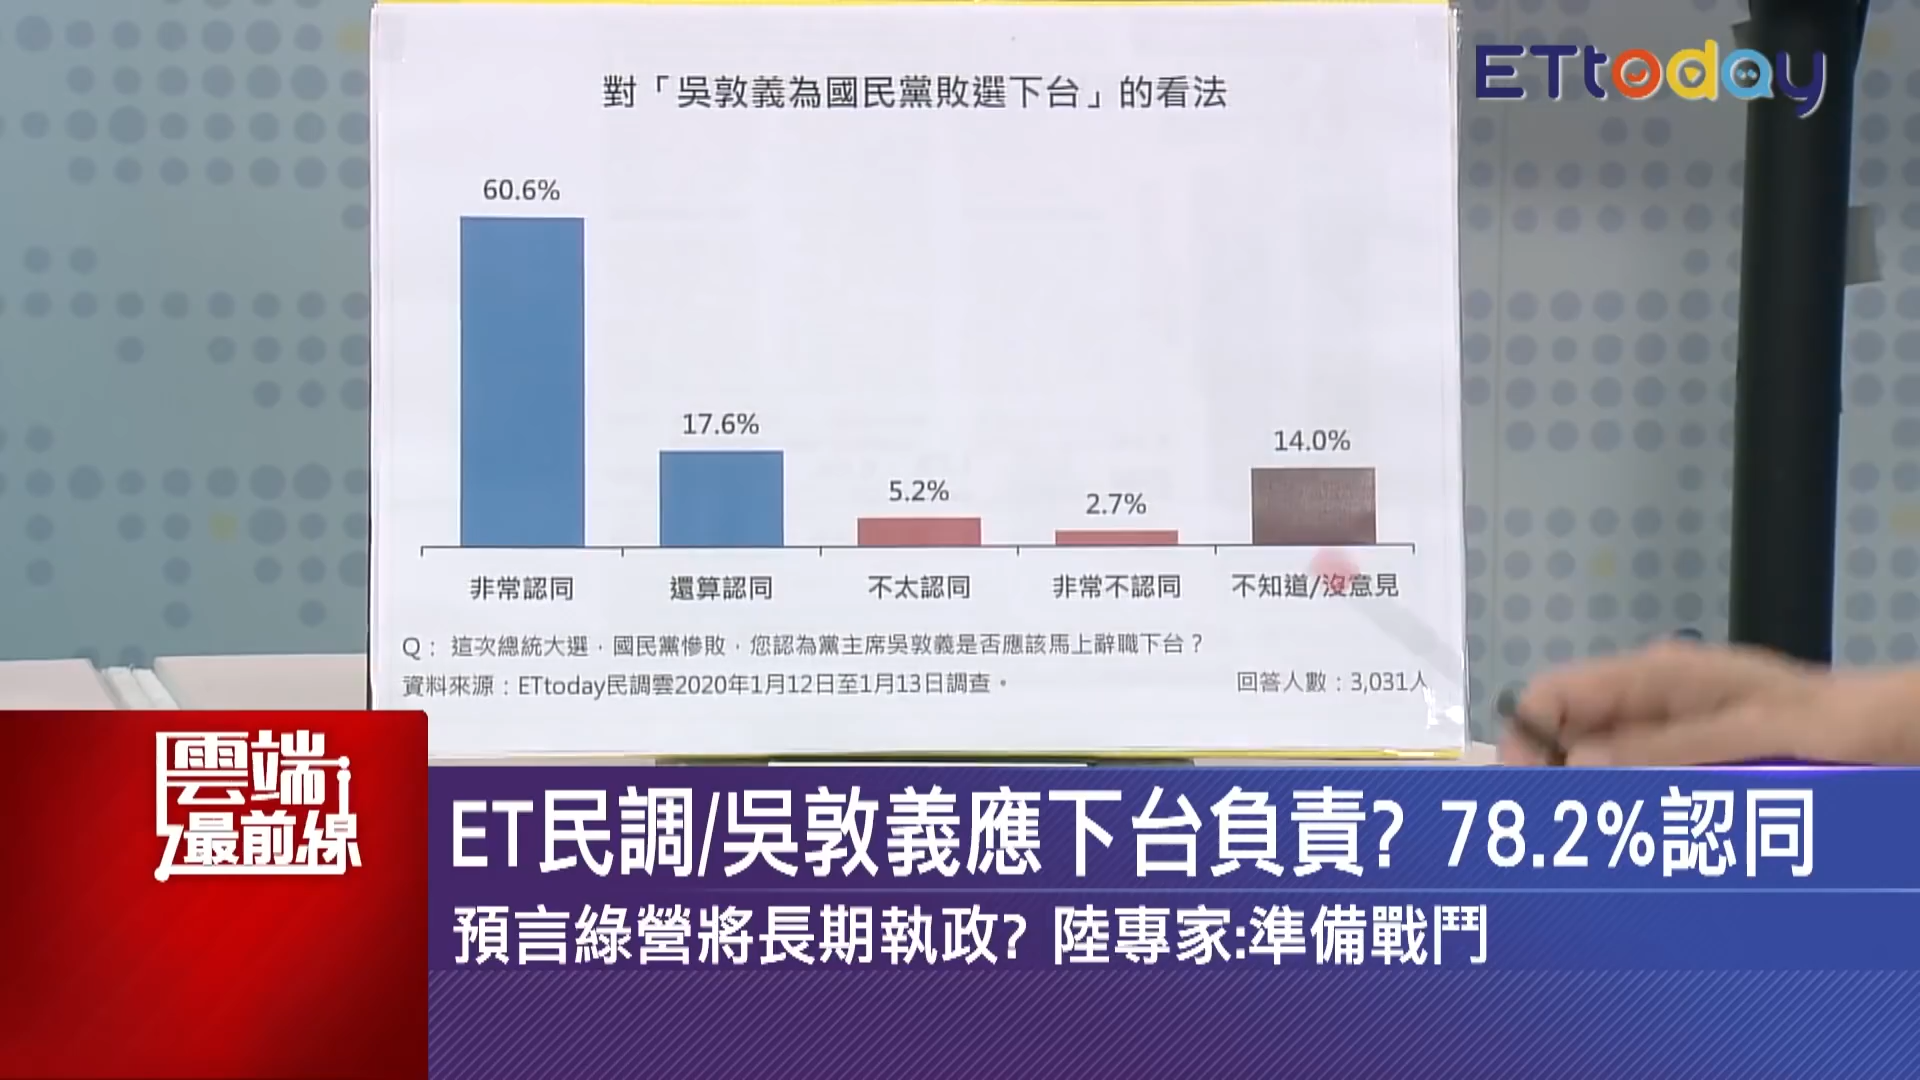 ETtoday
對「吳敦義為國民黨敗選下台」的看法
60.6%
17.6%
5.2%
2.7%
14.0%
非常認同
還算認同
不太認同
非常不認同
不知道/沒意見
Q：這次總統大選，國民黨慘敗，您認為黨主席吳敦義是否應該馬上辭職下台？
資料來源：ETtoday民調雲2020年1月12日至1月13日調查。
回答人數：3,031人
雲端
最前線
ET民調/吳敦義應下台負責? 78.2%認同
預言綠營將長期執政? 陸專家:準備戰鬥